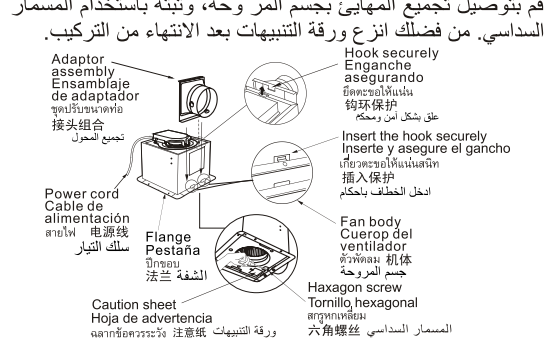 قم بتوصيل تجميع المهايئ بجسم المر وحة، وثبته باستخدام المسمار
السداسي. من فضلك انزع ورقة التنبيهات بعد الانتهاء من التركيب.
Adaptor
assembly
Ensamblaje
de adaptador
ชุดปรับขนาดท่อ
接头组合
تجميع المحول
Hook securely
Enganche
asegurando
ยึดตะขอให้แน่น
钩环保护
علق بشكل آمن ومحكم
Insert the hook securely
Inserte y asegure el gancho
เกี่ยวตะขอให้แน่นสนิท
插入保护
ادخل الخطاف باحكام
Power cord
Cable de
alimentación
สายไฟ 电源线
سلك التيار
Flange
Pestaña
ปีกขอบ
法兰 الشفة
Fan body
Cuerop del
ventilador
ตัวพัดลม 机体
جسم المروحة
Haxagon screw
Tornillo hexagonal
สกรูหกเหลี่ยม
六角螺丝 المسمار السداسي
Caution sheet
Hoja de advertencia
ฉลากข้อควรระวัง 注意纸 ورقة التنبيهات